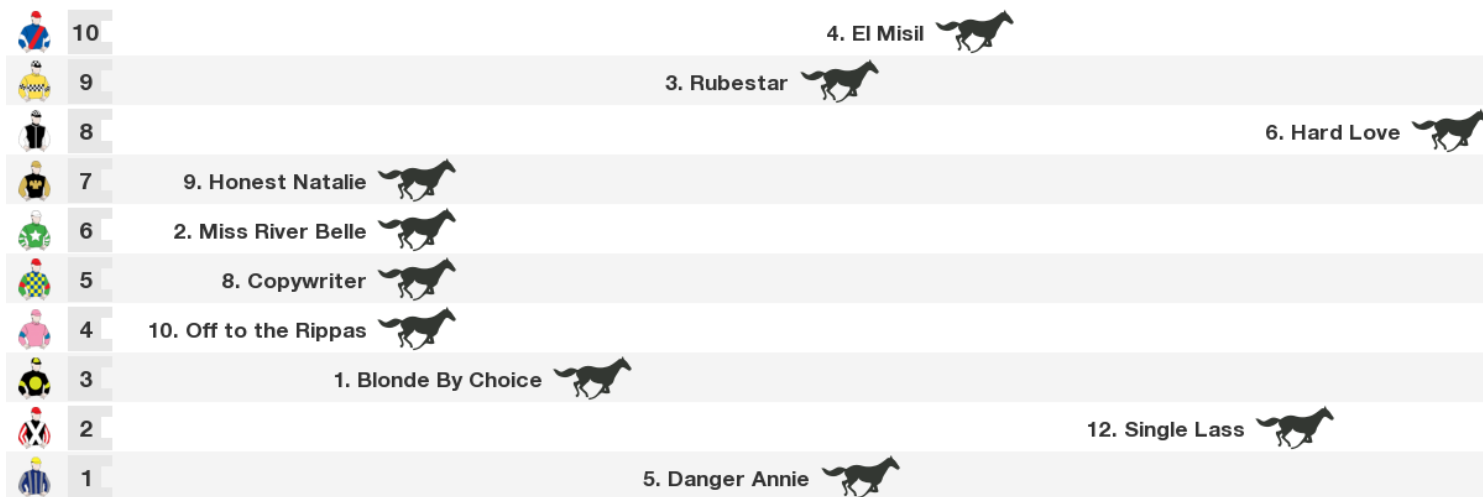 10 4. El Misil
9 3. Rubestar
8 6. Hard Love
7 9. Honest Natalie
6 2. Miss River Belle
5 8. Copywriter
4 10. Off to the Rippas
3 1. Blonde By Choice
2 12. Single Lass
1 5. Danger Annie